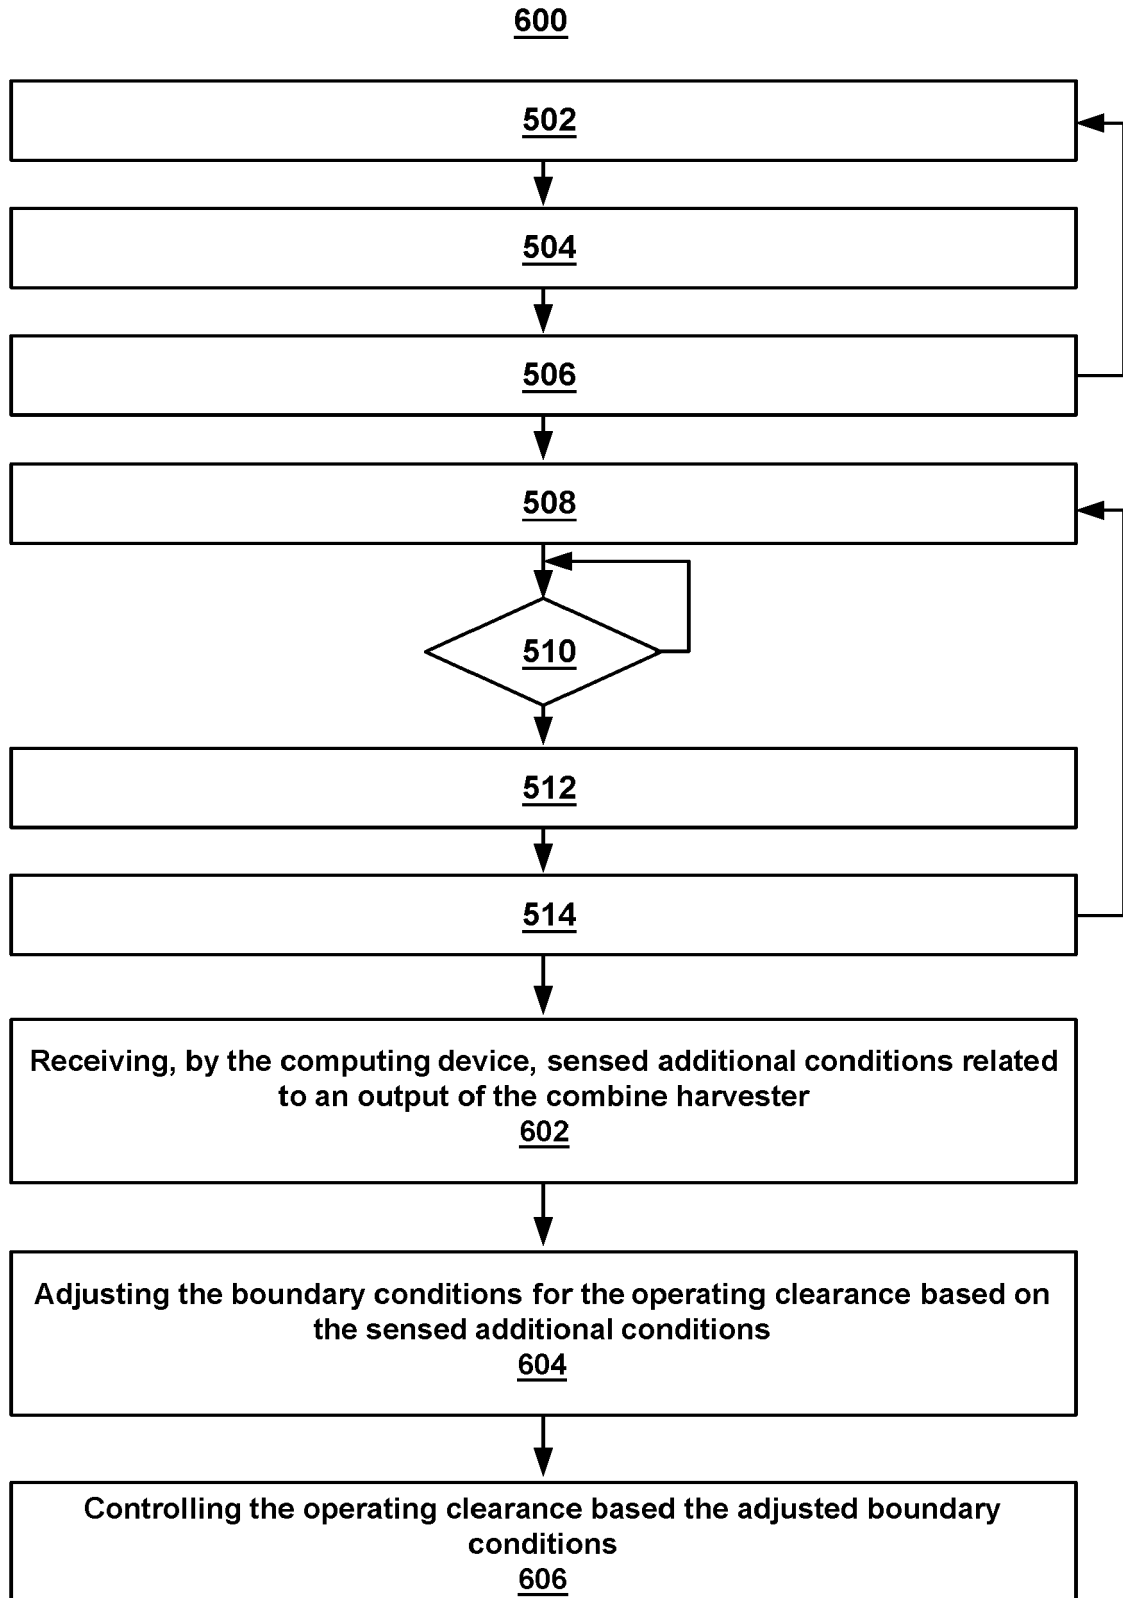 600
502
504
506
508
510
512
514
Receiving, by the computing device, sensed additional conditions related
to an output of the combine harvester
602
Adjusting the boundary conditions for the operating clearance based on
the sensed additional conditions
604
Controlling the operating clearance based the adjusted boundary
conditions
606